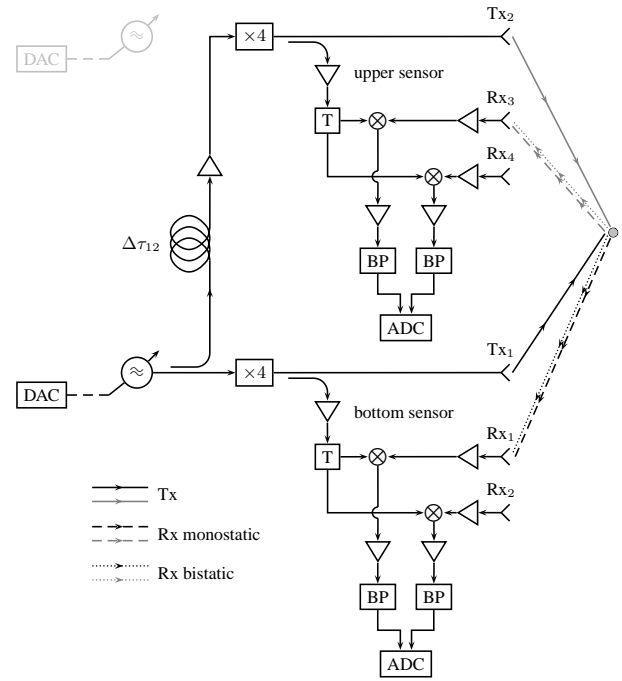 Tx₂
DAC
≈
×4
upper sensor
Rx₃
T
⊗
Rx₄
⊗
Δτ₁₂
BP
BP
ADC
Tx₁
DAC
≈
×4
bottom sensor
Rx₁
T
⊗
Tx
Rx₂
⊗
Rx monostatic
Rx bistatic
BP
BP
ADC